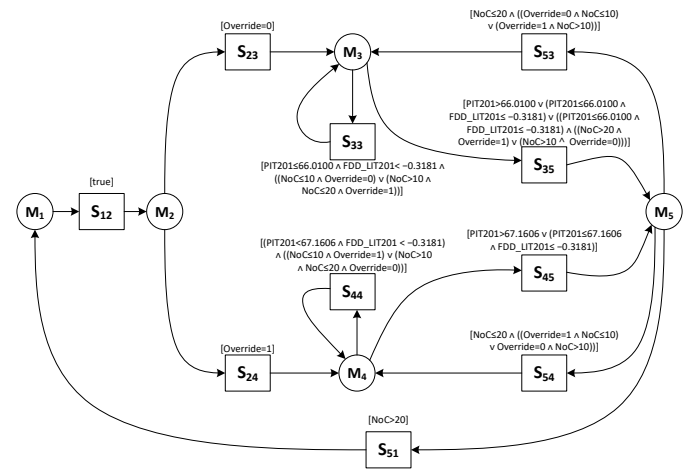 [Override=0]
S23
M3
[NoC≤20 ∧ ((Override=0 ∧ NoC≤10)
∨ (Override=1 ∧ NoC>10))]
S53
S33
[PIT201≤66.0100 ∧ FDD_LIT201< −0.3181 ∧
((NoC≤10 ∧ Override=0) ∨ (NoC>10 ∧
NoC≤20 ∧ Override=1))]
[PIT201>66.0100 ∨ (PIT201≤66.0100 ∧
FDD_LIT201≤ −0.3181) ∨ ((PIT201≤66.0100
∧ FDD_LIT201≤ −0.3181) ∧ ((NoC>20 ∧
Override=1) ∨ (NoC>10 ^ Override=0)))]
S35
[true]
M1
S12
M2
M5
[(PIT201<67.1606 ∧ FDD_LIT201 < −0.3181)
∧ ((NoC≤10 ∧ Override=1) ∨ (NoC>10
∧ NoC≤20 ∧ Override=0))]
S44
[PIT201>67.1606 ∨ (PIT201≤67.1606
∧ FDD_LIT201≤ −0.3181)]
S45
[Override=1]
S24
M4
[NoC≤20 ∧ ((Override=1 ∧ NoC≤10)
∨ Override=0 ∧ NoC>10))]
S54
[NoC>20]
S51